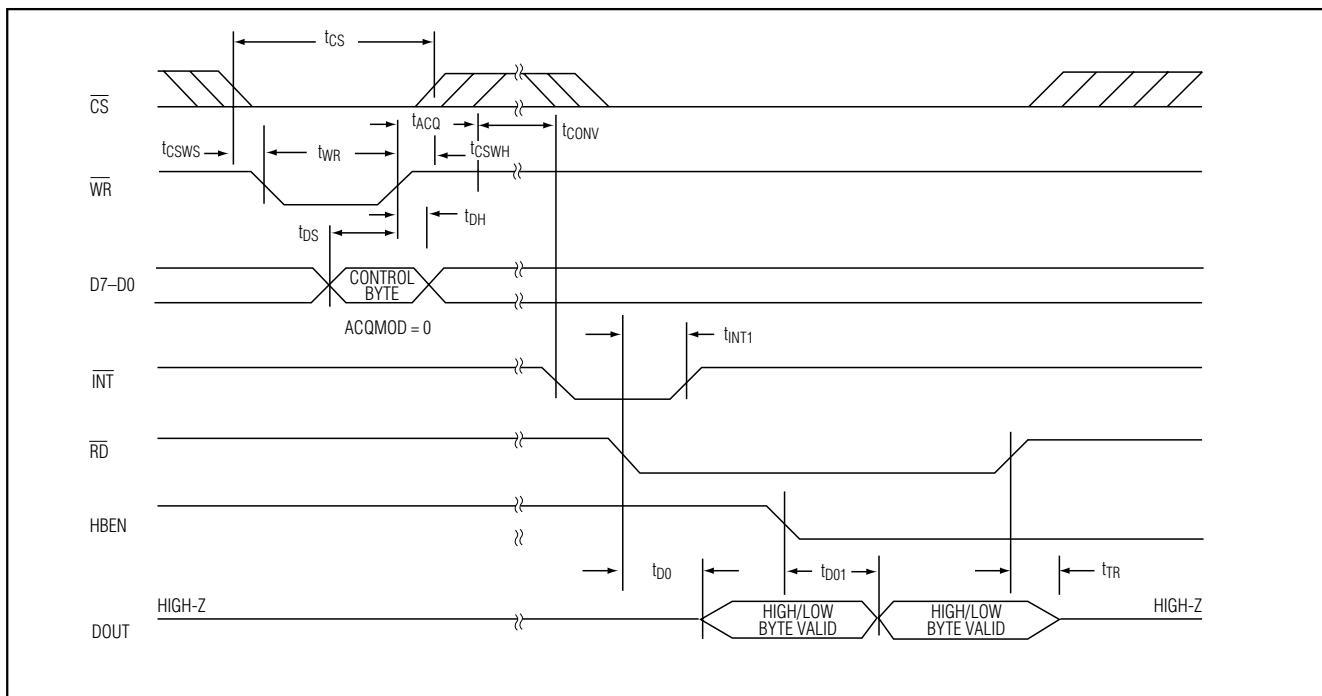 tCS
CS
tACQ
tCONV
tCSWS
tWR
tCSWH
WR
tDH
tDS
D7–D0
CONTROL
BYTE
ACQMOD = 0
tINT1
INT
RD
HBEN
tD0
tD01
tTR
HIGH-Z
HIGH/LOW
BYTE VALID
HIGH/LOW
BYTE VALID
HIGH-Z
DOUT